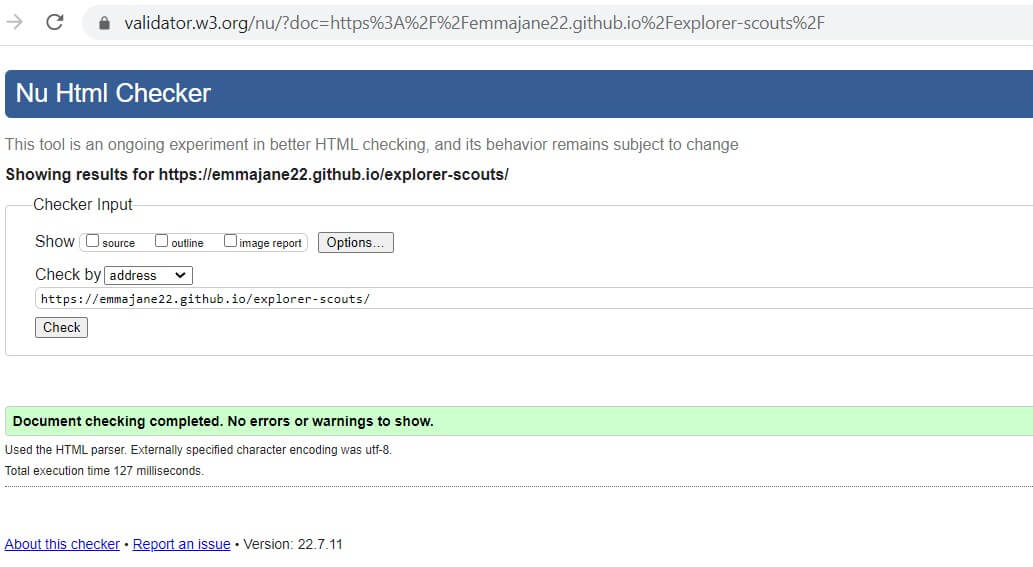 validator.w3.org/nu/?doc=https%3A%2F%2Femmajane22.github.io%2Fexplorer-scouts%2F
Nu Html Checker
This tool is an ongoing experiment in better HTML checking, and its behavior remains subject to change
Showing results for https://emmajane22.github.io/explorer-scouts/
Checker Input
Show source outline image report Options...
Check by address
https://emmajane22.github.io/explorer-scouts/
Check
Document checking completed. No errors or warnings to show.
Used the HTML parser. Externally specified character encoding was utf-8.
Total execution time 127 milliseconds.
About this checker • Report an issue • Version: 22.7.11